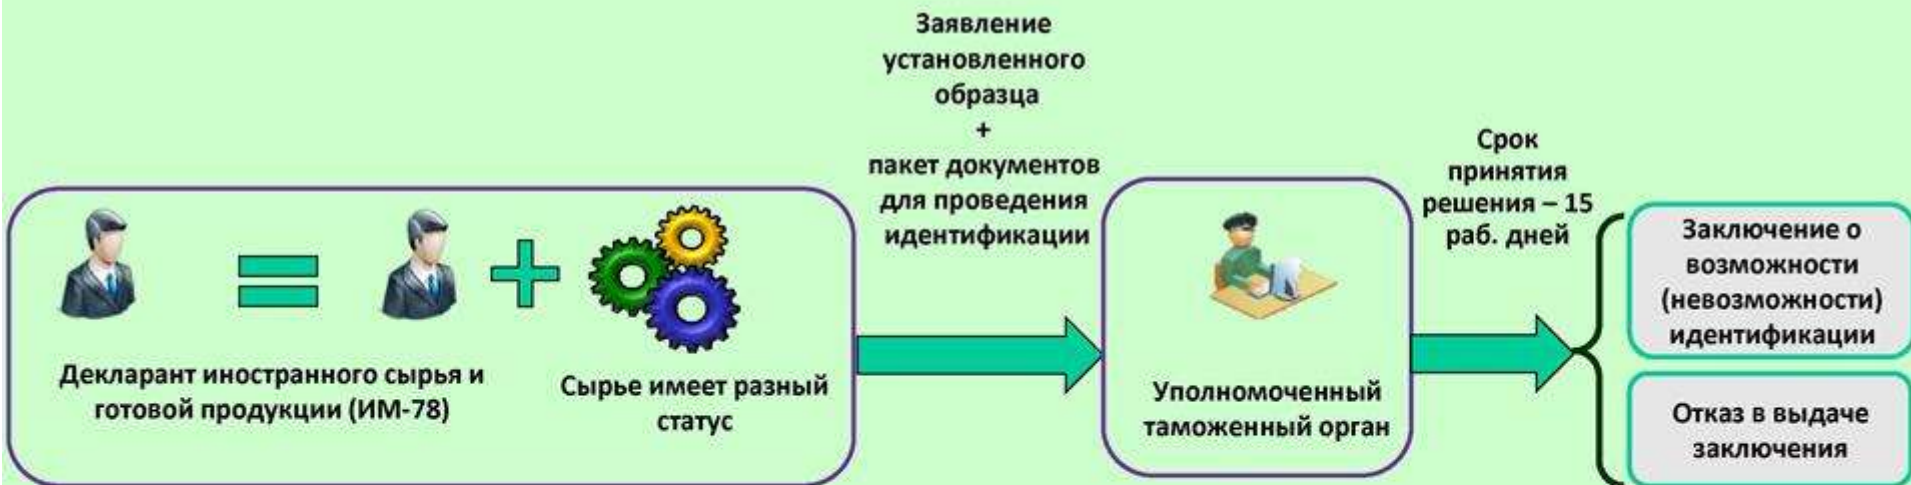 Декларант иностранного сырья и
готовой продукции (ИМ-78)
Сырье имеет разный
статус
Заявление
установленного
образца
+
пакет документов
для проведения
идентификации
Уполномоченный
таможенный орган
Срок
принятия
решения – 15
раб. дней
Заключение о
возможности
(невозможности)
идентификации
Отказ в выдаче
заключения